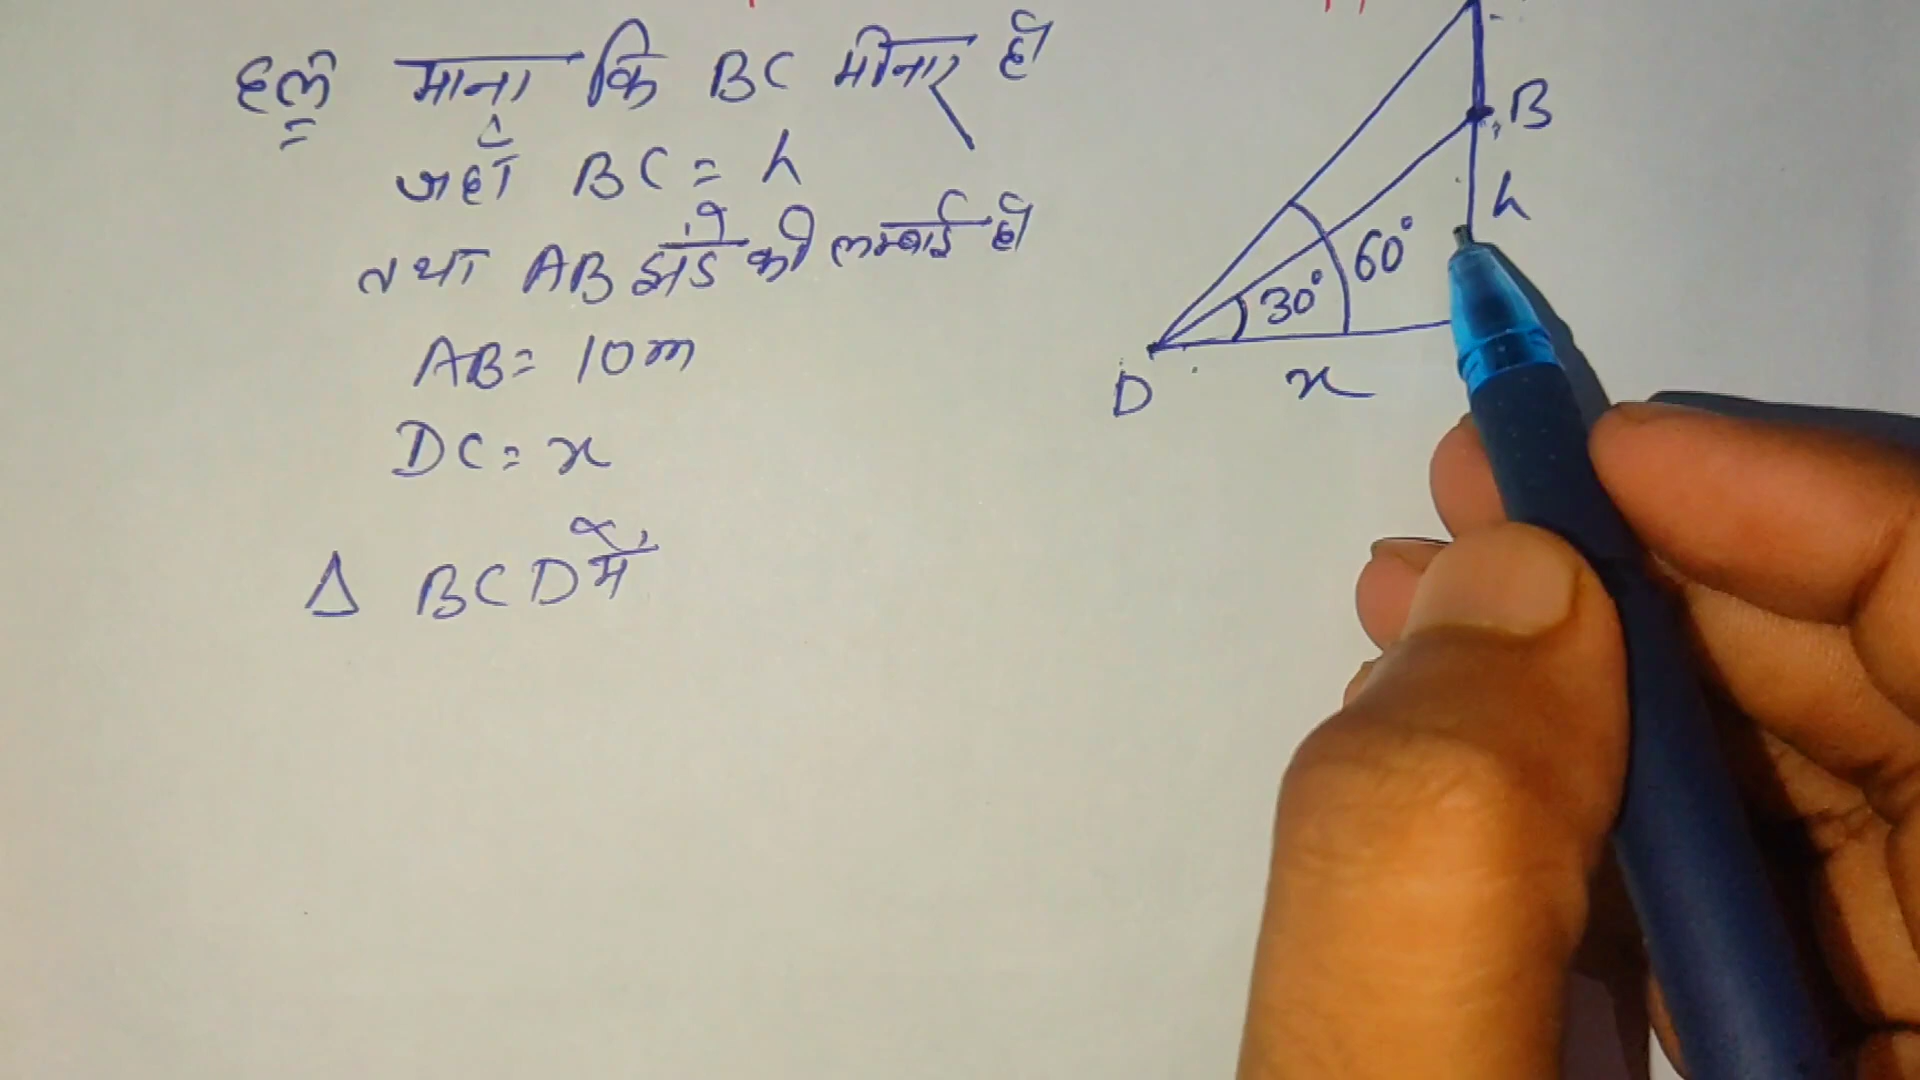 हल माना कि BC मीनार हो
जहाँ BC = h
तथा AB झंडे की लम्बाई हो
AB = 10m
DC = x
Δ BCD में
B
h
60°
30°
D
x